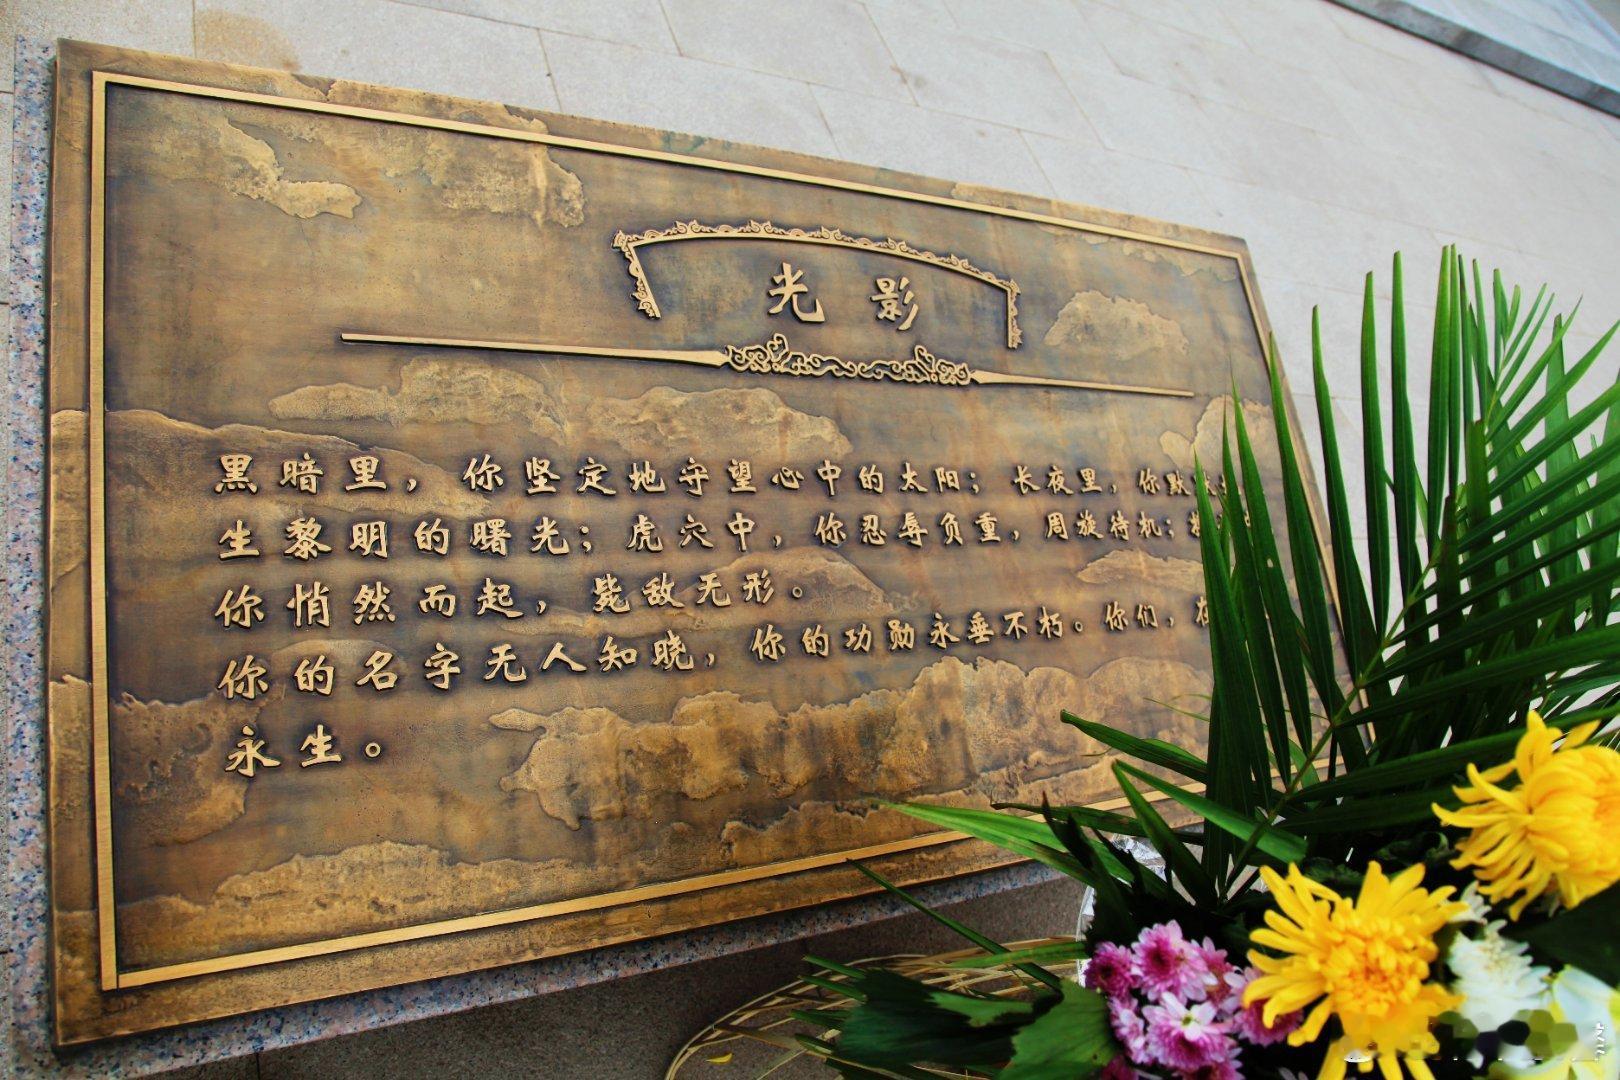 光影
黑暗里，你坚定地守望心中的太阳；长夜里，你默默
生黎明的曙光；虎穴中，你忍辱负重，周旋待机；
你悄然而起，毙敌无形。
你的名字无人知晓，你的功勋永垂不朽。你们，在
永生。